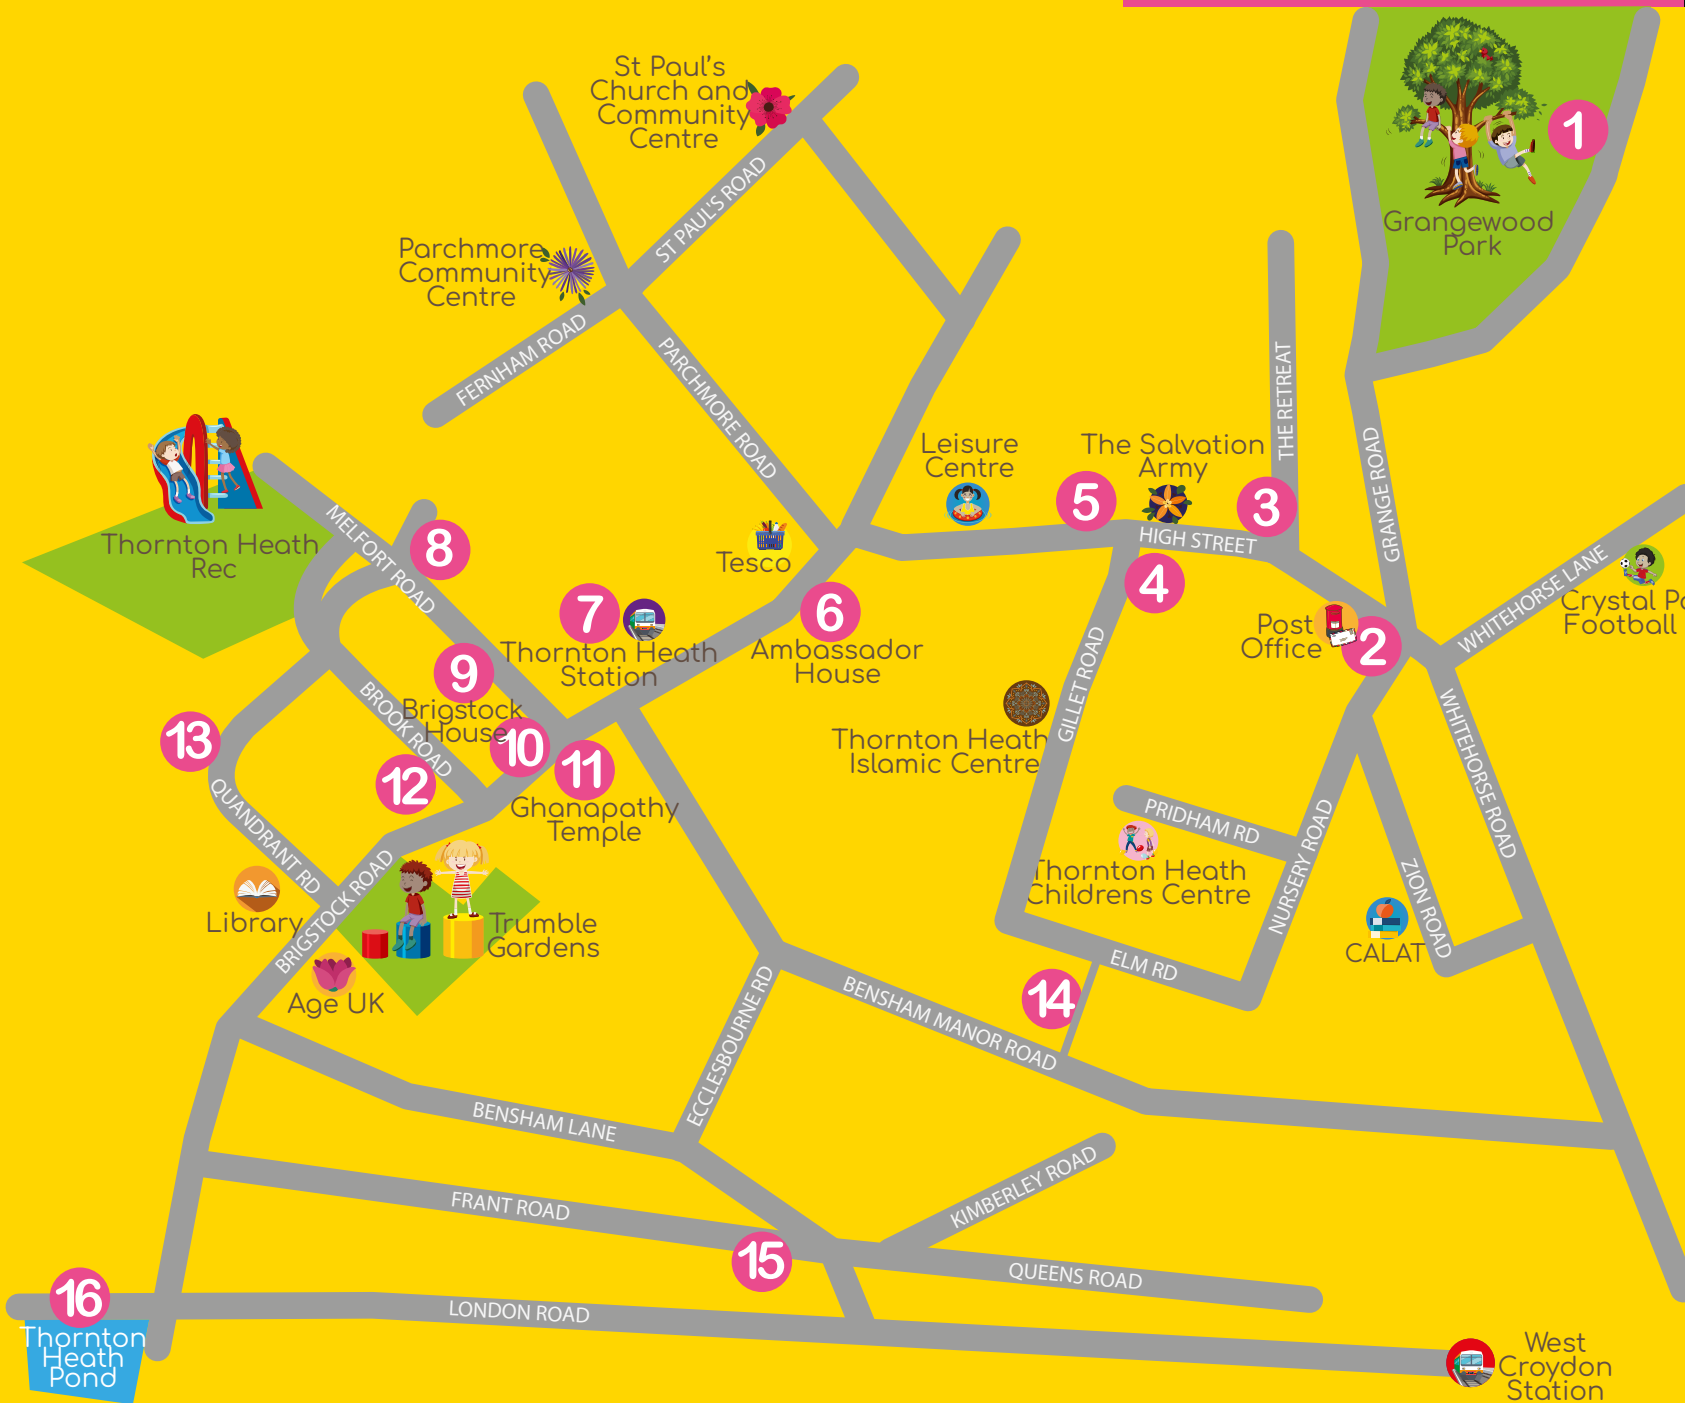 St Paul's
Church and
Community
Centre
1
Grangewood
Park
ST PAUL'S ROAD
Parchmore
Community
Centre
FERNHAM ROAD
PARCHMORE ROAD
THE RETREAT
GRANGE ROAD
Leisure
Centre
The Salvation
Army
5
3
HIGH STREET
4
Thornton Heath
Rec
MELFORT ROAD
8
Tesco
7
6
Thornton Heath
Station
Ambassador
House
Post
Office
2
WHITEHORSE LANE
Football
9
Brigstock
House
BROOK ROAD
10
11
Ghanapathy
Temple
12
13
QUANDRANT RD
Thornton Heath
Islamic Centre
GILLET ROAD
WHITEHORSE ROAD
PRIDHAM RD
Thornton Heath
Childrens Centre
NURSERY ROAD
ZION ROAD
CALAT
Library
BRIGSTOCK ROAD
Trumble
Gardens
Age UK
ELM RD
14
BENSHAM MANOR ROAD
ECCLESBOURNE RD
BENSHAM LANE
KIMBERLEY ROAD
FRANT ROAD
15
QUEENS ROAD
16
LONDON ROAD
Thornton
Heath
Pond
West
Croydon
Station